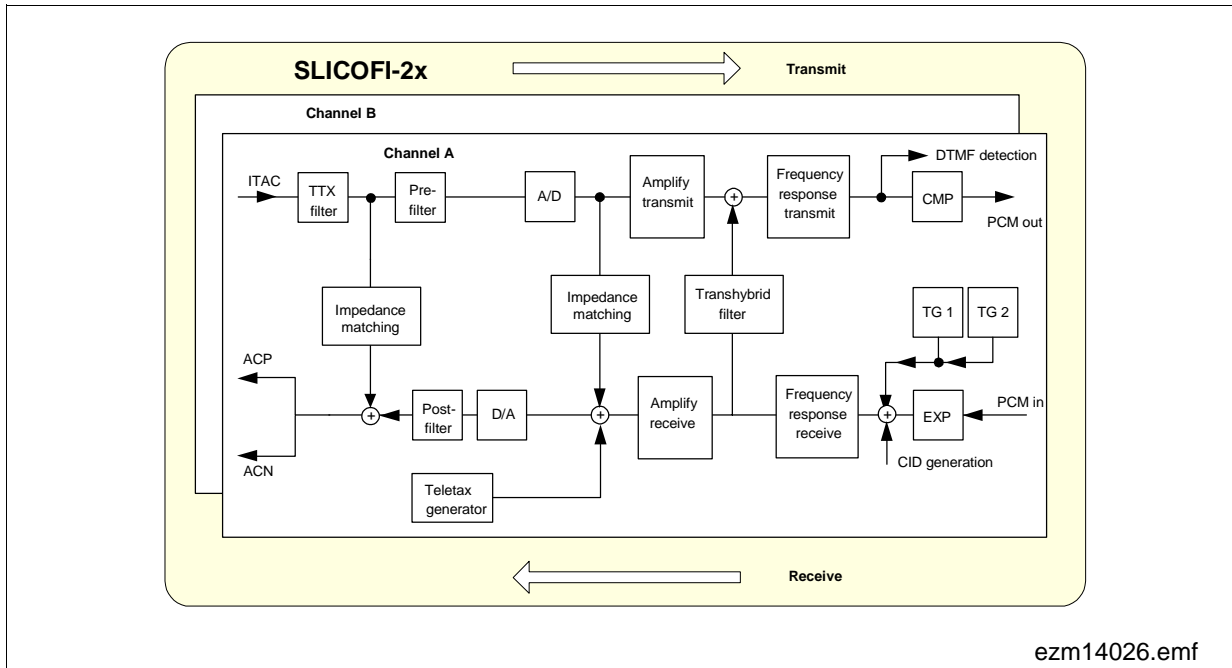 SLICOFI-2x
Transmit
Channel B
Channel A
ITAC
TTX
filter
Pre-
filter
A/D
Amplify
transmit
+
Frequency
response
transmit
DTMF detection
CMP
PCM out
Impedance
matching
Impedance
matching
Transhybrid
filter
TG 1
TG 2
ACP
ACN
+
Post-
filter
D/A
+
Amplify
receive
Frequency
response
receive
+
EXP
PCM in
CID generation
Teletax
generator
Receive
ezm14026.emf